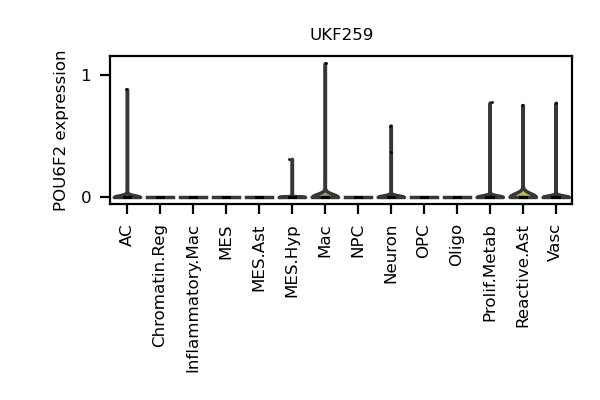 UKF259
POU6F2 expression
1
0
AC
Chromatin.Reg
Inflammatory.Mac
MES
MES.Ast
MES.Hyp
Mac
NPC
Neuron
OPC
Oligo
Prolif.Metab
Reactive.Ast
Vasc